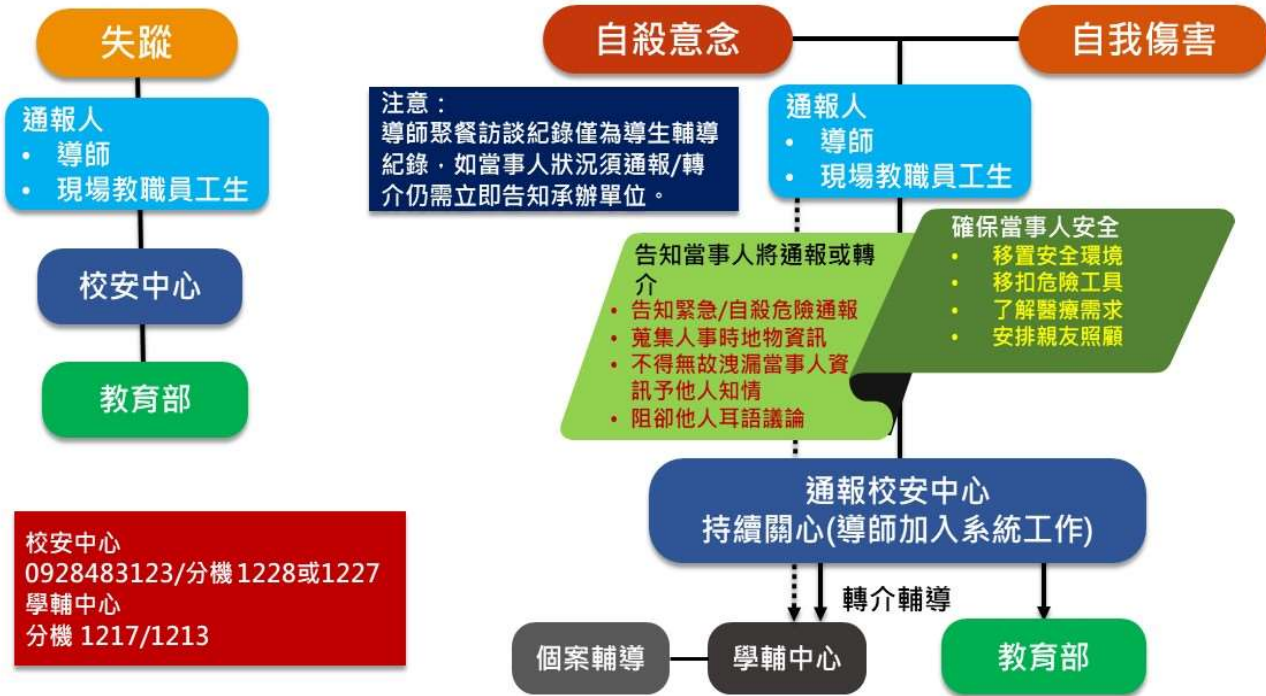 失蹤
通報人
• 導師
• 現場教職員工生
校安中心
教育部
校安中心
0928483123/分機 1228或1227
學輔中心
分機 1217/1213
自殺意念
自我傷害
注意：
導師聚餐訪談紀錄僅為導生輔導
紀錄，如當事人狀況須通報/轉
介仍需立即告知承辦單位。
通報人
• 導師
• 現場教職員工生
告知當事人將通報或轉
介
• 告知緊急/自殺危險通報
• 蒐集人事時地物資訊
• 不得無故洩漏當事人資
訊予他人知情
• 阻卻他人耳語議論
確保當事人安全
• 移置安全環境
• 移扣危險工具
• 了解醫療需求
• 安排親友照顧
通報校安中心
持續關心(導師加入系統工作)
轉介輔導
個案輔導
學輔中心
教育部